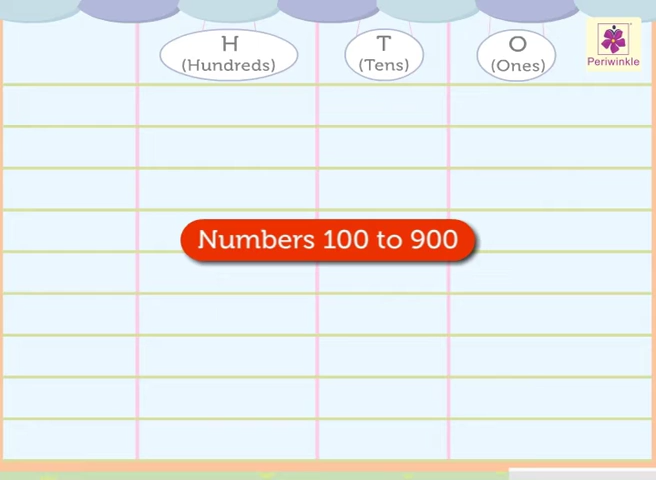 H
(Hundreds)
T
(Tens)
O
(Ones)
Periwinkle
Numbers 100 to 900